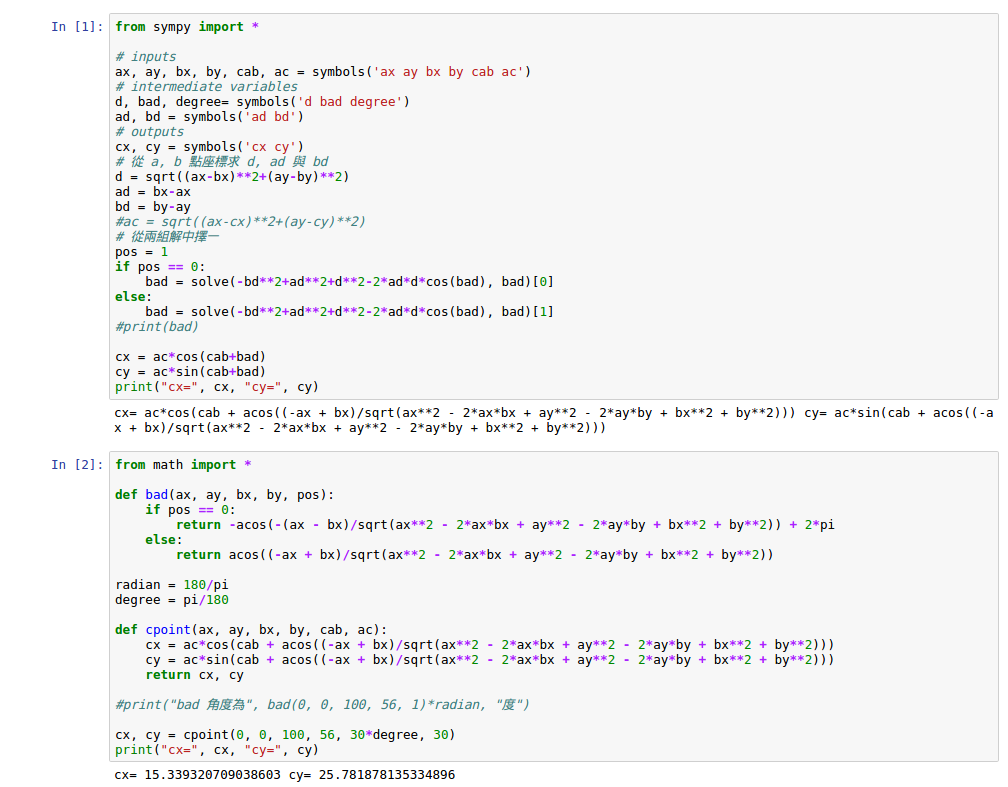 In [1]: from sympy import *

# inputs
ax, ay, bx, by, cab, ac = symbols('ax ay bx by cab ac')
# intermediate variables
d, bad, degree= symbols('d bad degree')
ad, bd = symbols('ad bd')
# outputs
cx, cy = symbols('cx cy')
# 從 a, b 點座標求 d, ad 與 bd
d = sqrt((ax-bx)**2+(ay-by)**2)
ad = bx-ax
bd = by-ay
#ac = sqrt((ax-cx)**2+(ay-cy)**2)
# 從兩組解中擇一
pos = 1
if pos == 0:
    bad = solve(-bd**2+ad**2+d**2-2*ad*d*cos(bad), bad)[0]
else:
    bad = solve(-bd**2+ad**2+d**2-2*ad*d*cos(bad), bad)[1]
#print(bad)

cx = ac*cos(cab+bad)
cy = ac*sin(cab+bad)
print("cx=", cx, "cy=", cy)
cx= ac*cos(cab + acos((-ax + bx)/sqrt(ax**2 - 2*ax*bx + ay**2 - 2*ay*by + bx**2 + by**2))) cy= ac*sin(cab + acos((-a
x + bx)/sqrt(ax**2 - 2*ax*bx + ay**2 - 2*ay*by + bx**2 + by**2)))
In [2]: from math import *

def bad(ax, ay, bx, by, pos):
    if pos == 0:
        return -acos(-(ax - bx)/sqrt(ax**2 - 2*ax*bx + ay**2 - 2*ay*by + bx**2 + by**2)) + 2*pi
    else:
        return acos((-ax + bx)/sqrt(ax**2 - 2*ax*bx + ay**2 - 2*ay*by + bx**2 + by**2))

radian = 180/pi
degree = pi/180

def cpoint(ax, ay, bx, by, cab, ac):
    cx = ac*cos(cab + acos((-ax + bx)/sqrt(ax**2 - 2*ax*bx + ay**2 - 2*ay*by + bx**2 + by**2)))
    cy = ac*sin(cab + acos((-ax + bx)/sqrt(ax**2 - 2*ax*bx + ay**2 - 2*ay*by + bx**2 + by**2)))
    return cx, cy

#print("bad 角度為", bad(0, 0, 100, 56, 1)*radian, "度")

cx, cy = cpoint(0, 0, 100, 56, 30*degree, 30)
print("cx=", cx, "cy=", cy)
cx= 15.339320709038603 cy= 25.781878135334896